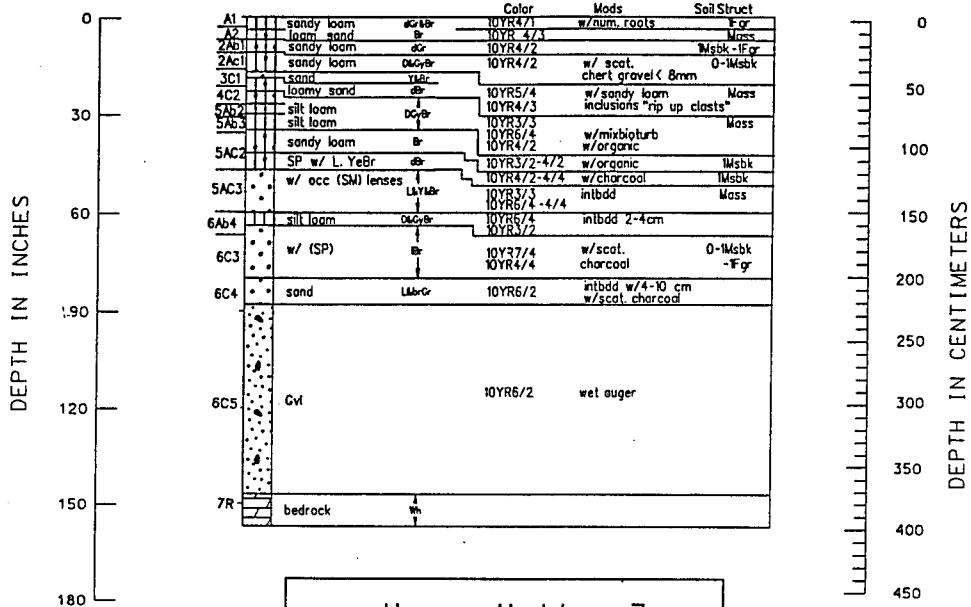 Color Mods Soil Struct
0 A1 sandy loam dGr&Br 10YR4/1 w/num. roots 1Fgr 0
A2 loam sand Br 10YR 4/3 Mass
2Ab1 sandy loam dGr 10YR4/2 1Msbk -1Fgr
2Ac1 sandy loam D&GyBr 10YR4/2 w/ scat. 0-1Msbk
chert gravel < 8mm
3C1 sand Y&Br
4C2 loamy sand dBr 10YR5/4 w/sandy loam Mass 50
10YR4/3 inclusions "rip up clasts"
5Ab2 silt loam DGyBr
30 5Ab3 silt loam 10YR3/3 Mass
10YR6/4 w/mixbioturb
sandy loam Br 10YR4/2 w/organic 100
5AC2
SP w/ L. YeBr dBr 10YR3/2-4/2 w/organic 1Msbk
w/ occ (SM) lenses 10YR4/2-4/4 w/charcoal 1Msbk
5AC3 L&Y&Br 10YR3/3 intbdd Mass
10YR6/4 -4/4
60 6Ab4 silt loam D&GyBr 10YR6/4 intbdd 2-4cm 150
10YR3/2
6C3 w/ (SP) lBr 10YR7/4 w/scat. 0-1Msbk
10YR4/4 charcoal -1Fgr
200
6C4 sand L&brGr 10YR6/2 intbdd w/4-10 cm
w/scat. charcoal
90
250
6C5 Gvl 10YR6/2 wet auger
120 300
350
150 7R bedrock Wh
400
180 450
DEPTH IN INCHES
DEPTH IN CENTIMETERS